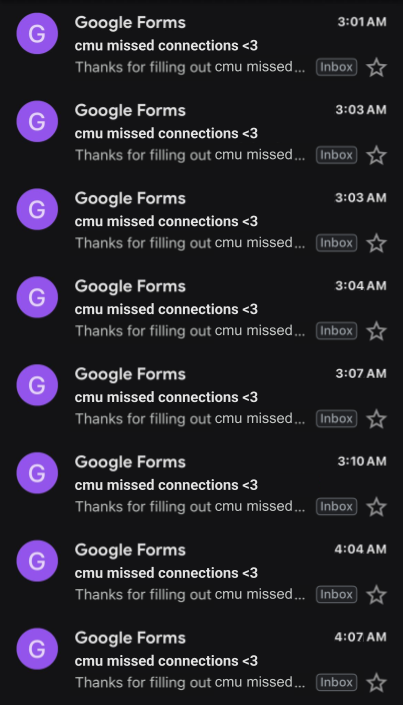 G Google Forms 3:01 AM
cmu missed connections <3
Thanks for filling out cmu missed... Inbox
G Google Forms 3:03 AM
cmu missed connections <3
Thanks for filling out cmu missed... Inbox
G Google Forms 3:03 AM
cmu missed connections <3
Thanks for filling out cmu missed... Inbox
G Google Forms 3:04 AM
cmu missed connections <3
Thanks for filling out cmu missed... Inbox
G Google Forms 3:07 AM
cmu missed connections <3
Thanks for filling out cmu missed... Inbox
G Google Forms 3:10 AM
cmu missed connections <3
Thanks for filling out cmu missed... Inbox
G Google Forms 4:04 AM
cmu missed connections <3
Thanks for filling out cmu missed... Inbox
G Google Forms 4:07 AM
cmu missed connections <3
Thanks for filling out cmu missed... Inbox